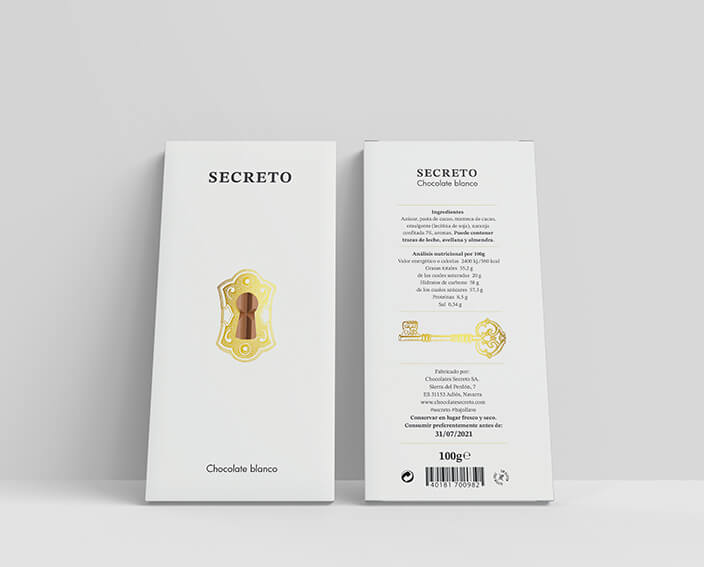 SECRETO
Chocolate blanco
SECRETO
Chocolate blanco
Ingredientes
Azúcar, pasta de cacao, manteca de cacao,
emulgente (lecitina de soja), naranja
confitada 7%, aromas. Puede contener
trazas de leche, avellana y almendra.
Análisis nutricional por 100g
Valor energético o calorías 2400 kj/560 kcal
Grasas totales 35,2 g
de las cuales saturadas 20 g
Hidratos de carbono 58 g
de los cuales azúcares 57,3 g
Proteínas 6,5 g
Sal 0,34 g
Fabricado por:
Chocolates Secreto SA.
Sierra del Perdón, 7
ES 31153 Adiós, Navarra
www.chocolatesecreto.com
#secreto #bajollave
Conservar en lugar fresco y seco.
Consumir preferentemente antes de:
31/07/2021
100g℮
40181 700982